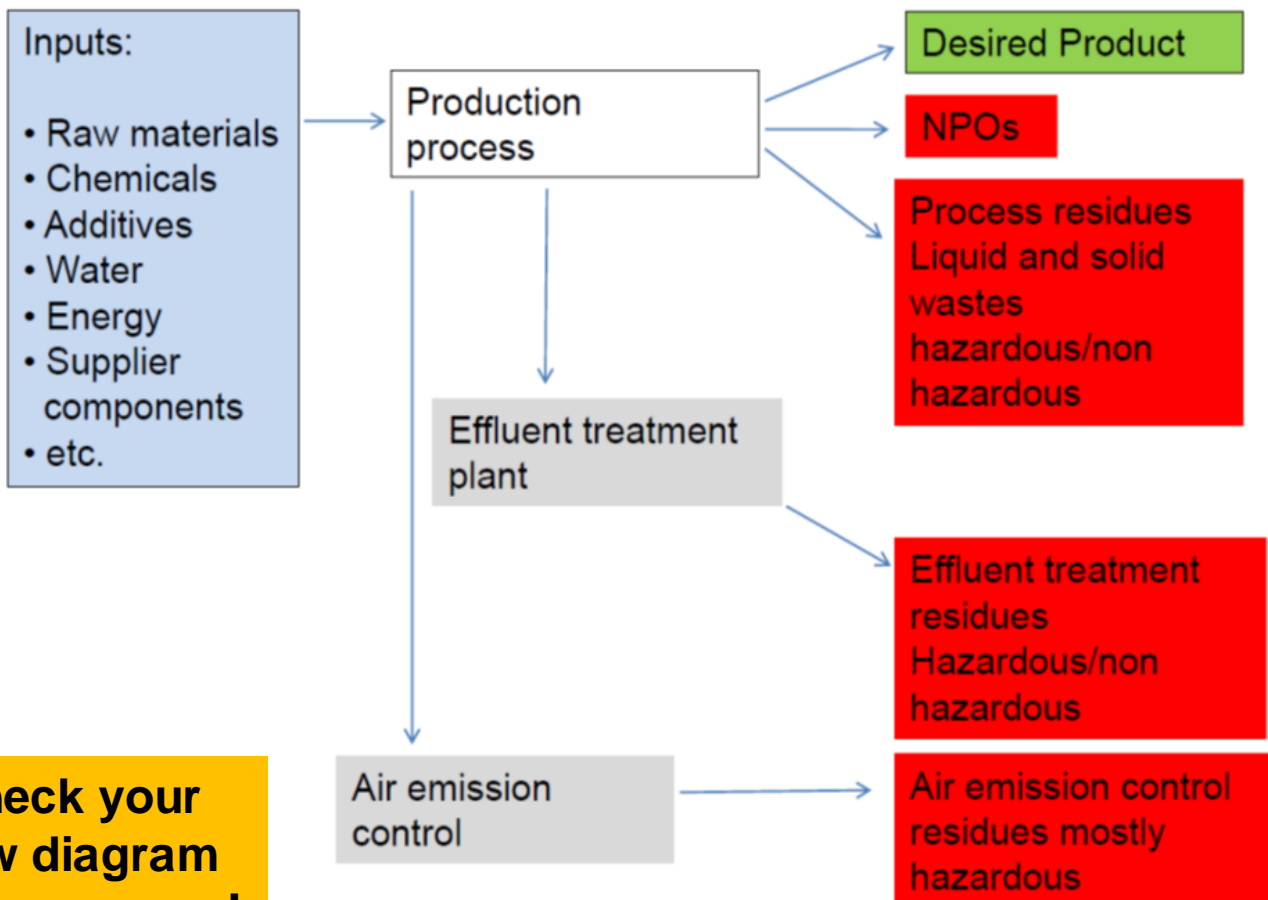 Inputs:
• Raw materials
• Chemicals
• Additives
• Water
• Energy
• Supplier
components
• etc.
Production
process
Desired Product
NPOs
Process residues
Liquid and solid
wastes
hazardous/non
hazardous
Effluent treatment
plant
Effluent treatment
residues
Hazardous/non
hazardous
Air emission
control
Air emission control
residues mostly
hazardous
your
diagram